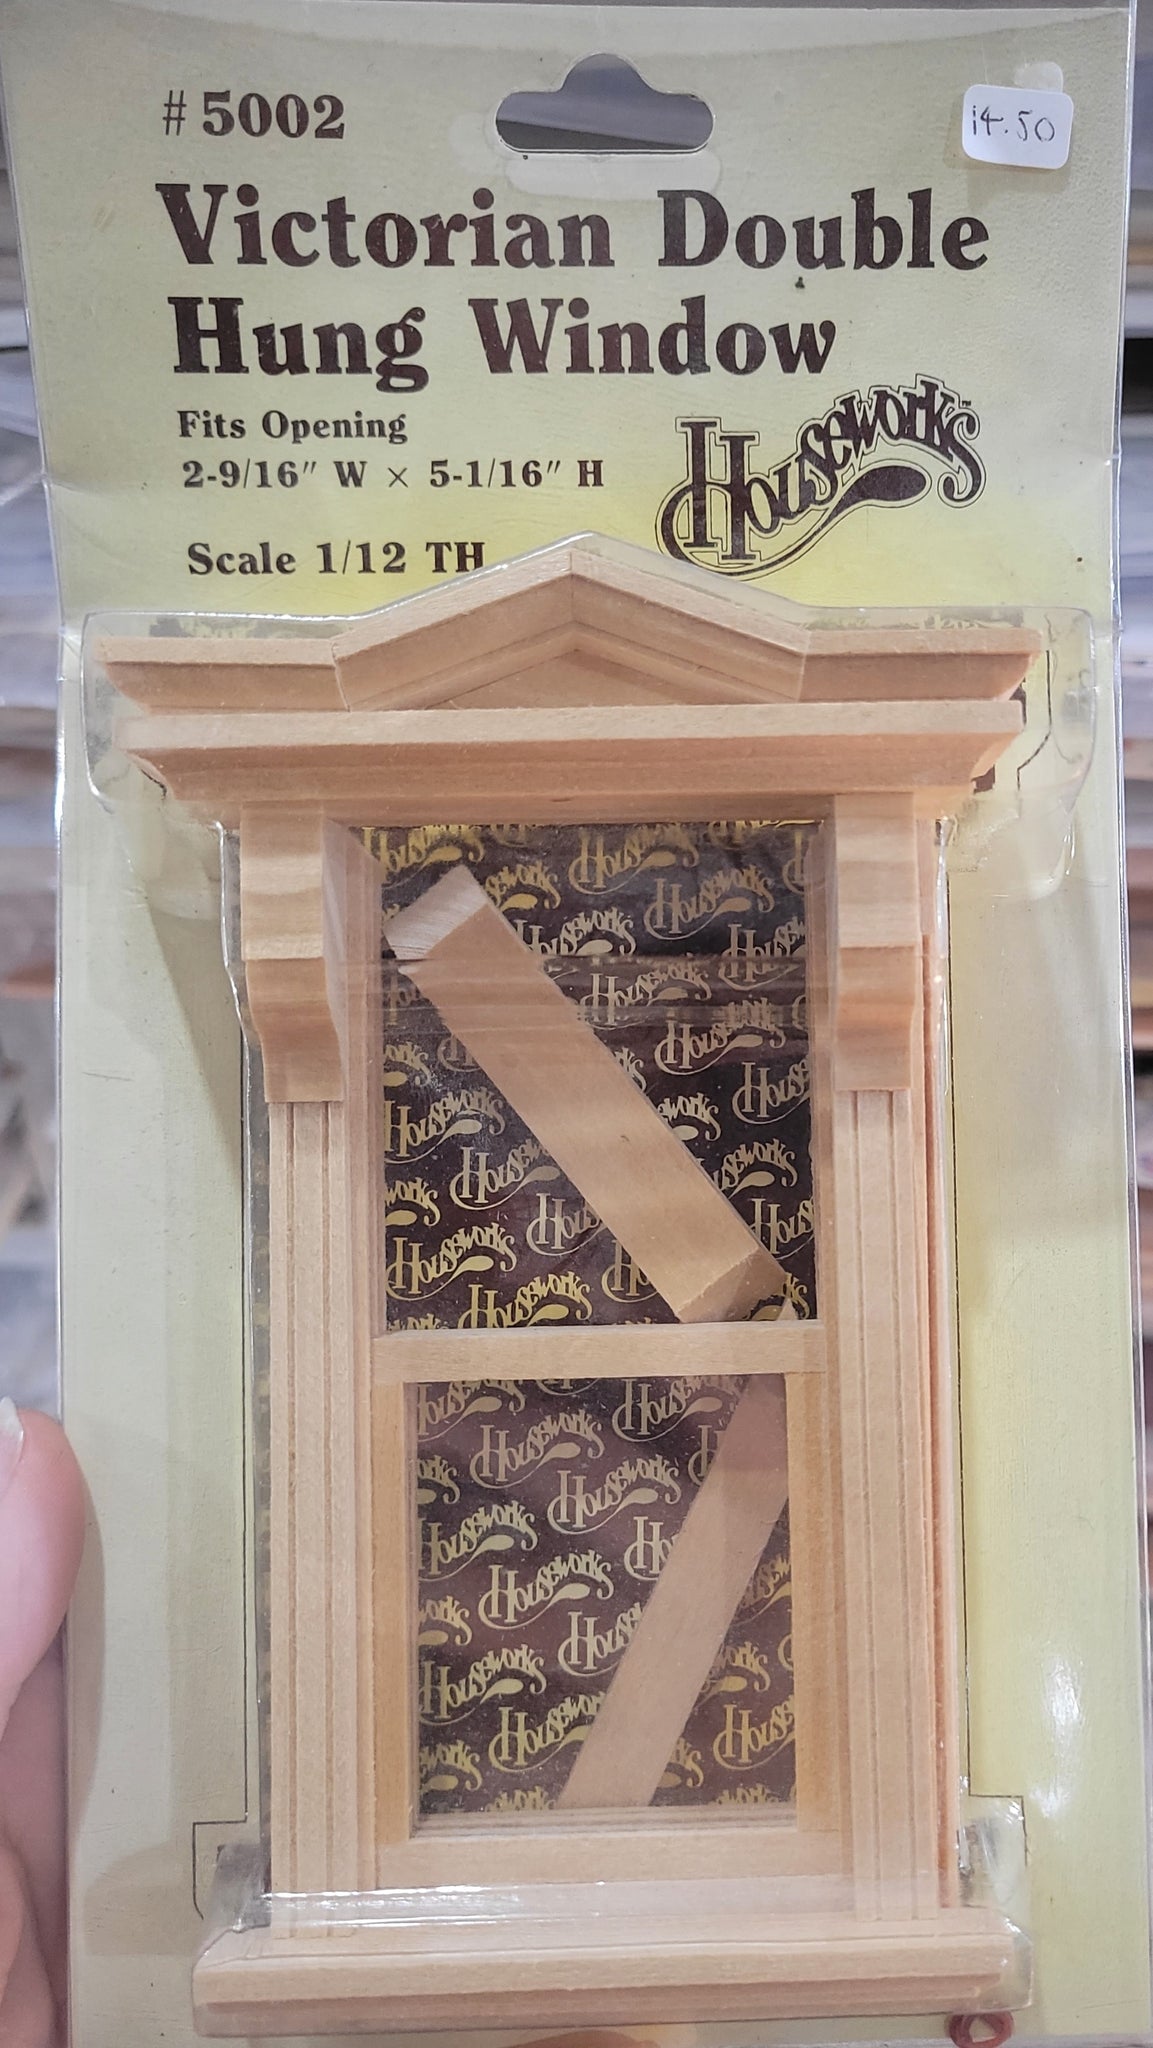 #5002
14.50
Victorian Double
Hung Window
Fits Opening
2-9/16" W × 5-1/16" H
Houseworks™
Scale 1/12 TH